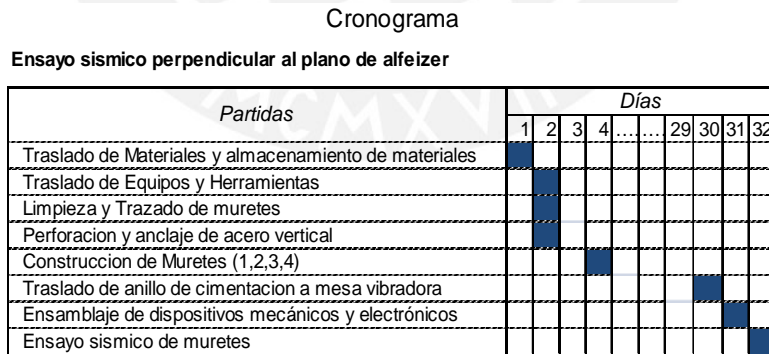 Cronograma
Ensayo sismico perpendicular al plano de alfeizer
Partidas
Días
1 2 3 4 ........ 29 30 31 32
Traslado de Materiales y almacenamiento de materiales
Traslado de Equipos y Herramientas
Limpieza y Trazado de muretes
Perforacion y anclaje de acero vertical
Construccion de Muretes (1,2,3,4)
Traslado de anillo de cimentacion a mesa vibradora
Ensamblaje de dispositivos mecánicos y electrónicos
Ensayo sismico de muretes
MCMXVII